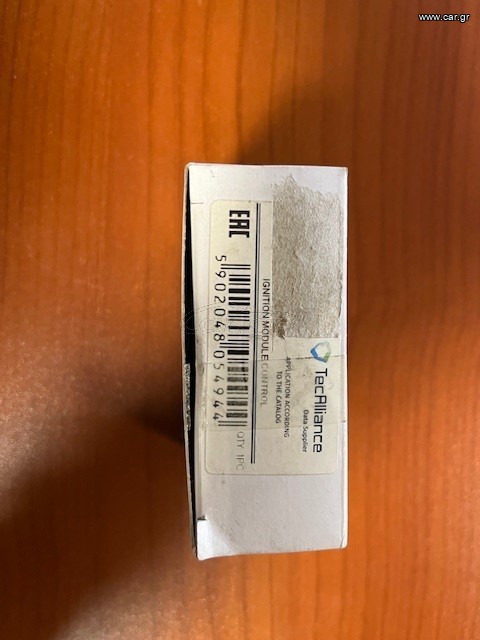 www.car.gr
TecAlliance
Data Supplier
APPLICATION ACCORDING
TO THE CATALOG
IGNITION MODULE CONTROL
EAC
5902048054944
QTY. 1PC